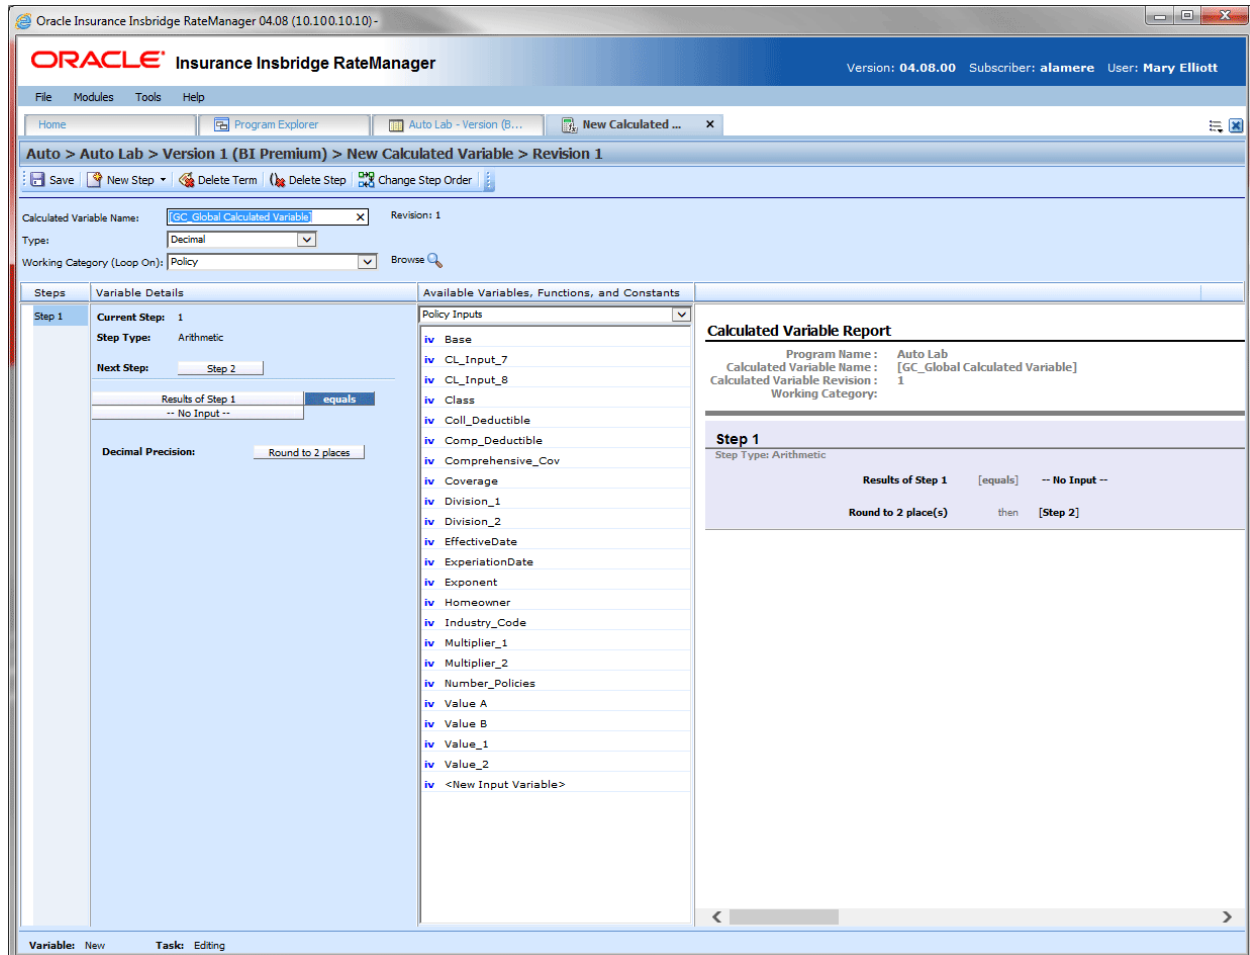 Oracle Insurance Insbridge RateManager 04.08 (10.100.10.10) -
ORACLE Insurance Insbridge RateManager
Version: 04.08.00 Subscriber: alamere User: Mary Elliott
File Modules Tools Help
Home Program Explorer Auto Lab - Version (B... New Calculated ... x
Auto > Auto Lab > Version 1 (BI Premium) > New Calculated Variable > Revision 1
Save New Step Delete Term Delete Step Change Step Order
Calculated Variable Name: [GC_Global Calculated Variable] x Revision: 1
Type: Decimal
Working Category (Loop On): Policy Browse
Steps Variable Details Available Variables, Functions, and Constants
Step 1
Current Step: 1
Step Type: Arithmetic
Next Step: Step 2
Results of Step 1 equals
-- No Input --
Decimal Precision: Round to 2 places
Policy Inputs
iv Base
iv CL_Input_7
iv CL_Input_8
iv Class
iv Coll_Deductible
iv Comp_Deductible
iv Comprehensive_Cov
iv Coverage
iv Division_1
iv Division_2
iv EffectiveDate
iv ExperiationDate
iv Exponent
iv Homeowner
iv Industry_Code
iv Multiplier_1
iv Multiplier_2
iv Number_Policies
iv Value A
iv Value B
iv Value_1
iv Value_2
iv <New Input Variable>
Calculated Variable Report
Program Name : Auto Lab
Calculated Variable Name : [GC_Global Calculated Variable]
Calculated Variable Revision : 1
Working Category:
Step 1
Step Type: Arithmetic
Results of Step 1 [equals] -- No Input --
Round to 2 place(s) then [Step 2]
Variable: New Task: Editing